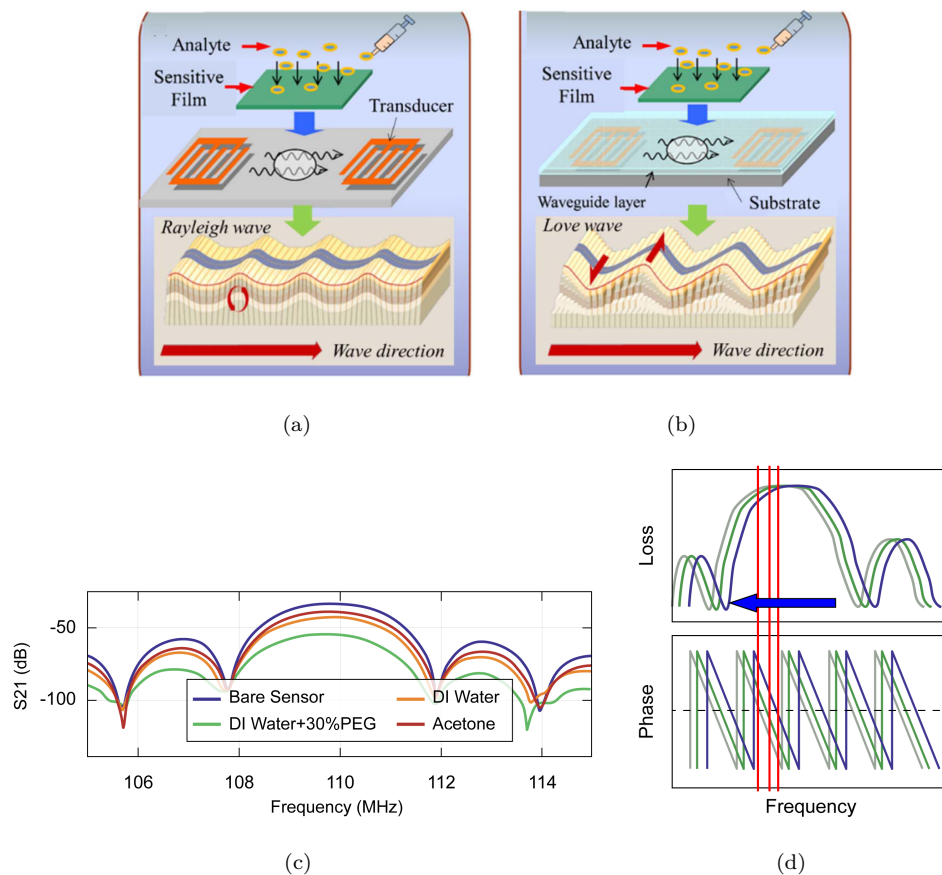 Analyte
Sensitive
Film
Transducer
Rayleigh wave
Wave direction
(a)
Analyte
Sensitive
Film
Waveguide layer
Substrate
Love wave
Wave direction
(b)
S21 (dB)
-50
-100
Bare Sensor
DI Water
DI Water+30%PEG
Acetone
106
108
110
112
114
Frequency (MHz)
(c)
Loss
Phase
Frequency
(d)